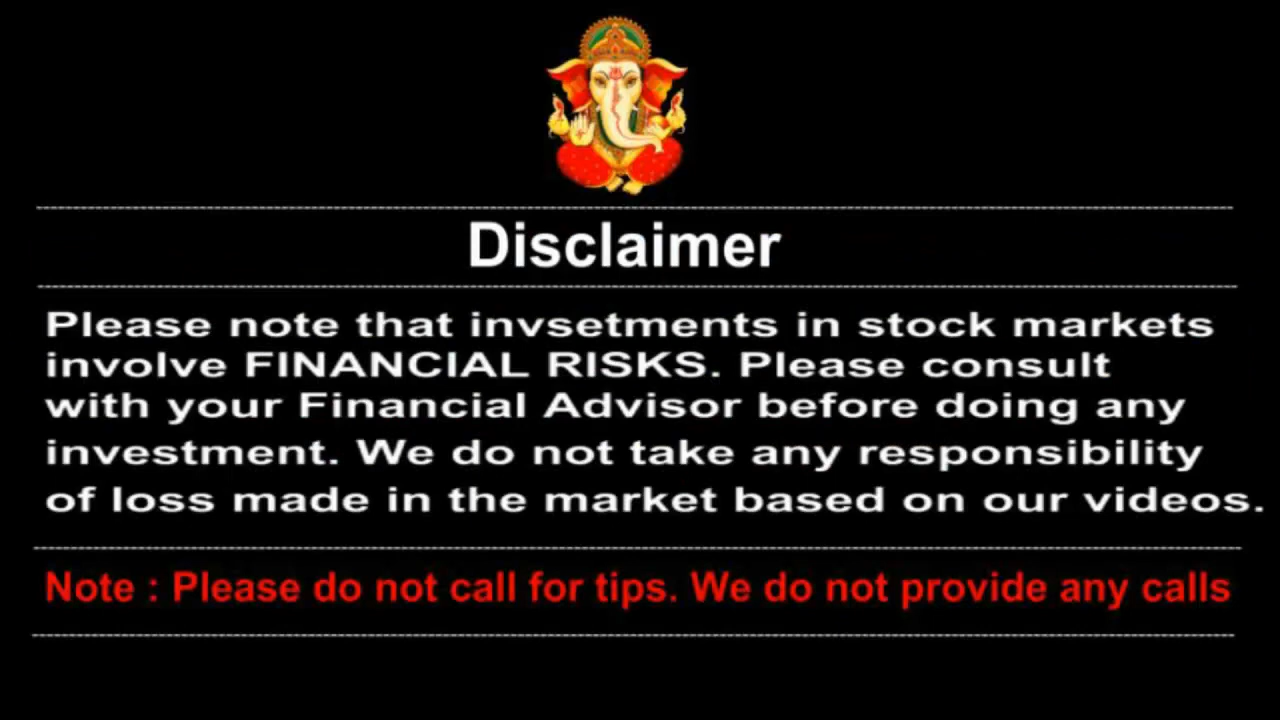 Disclaimer
Please note that invsetments in stock markets
involve FINANCIAL RISKS. Please consult
with your Financial Advisor before doing any
investment. We do not take any responsibility
of loss made in the market based on our videos.
Note : Please do not call for tips. We do not provide any calls